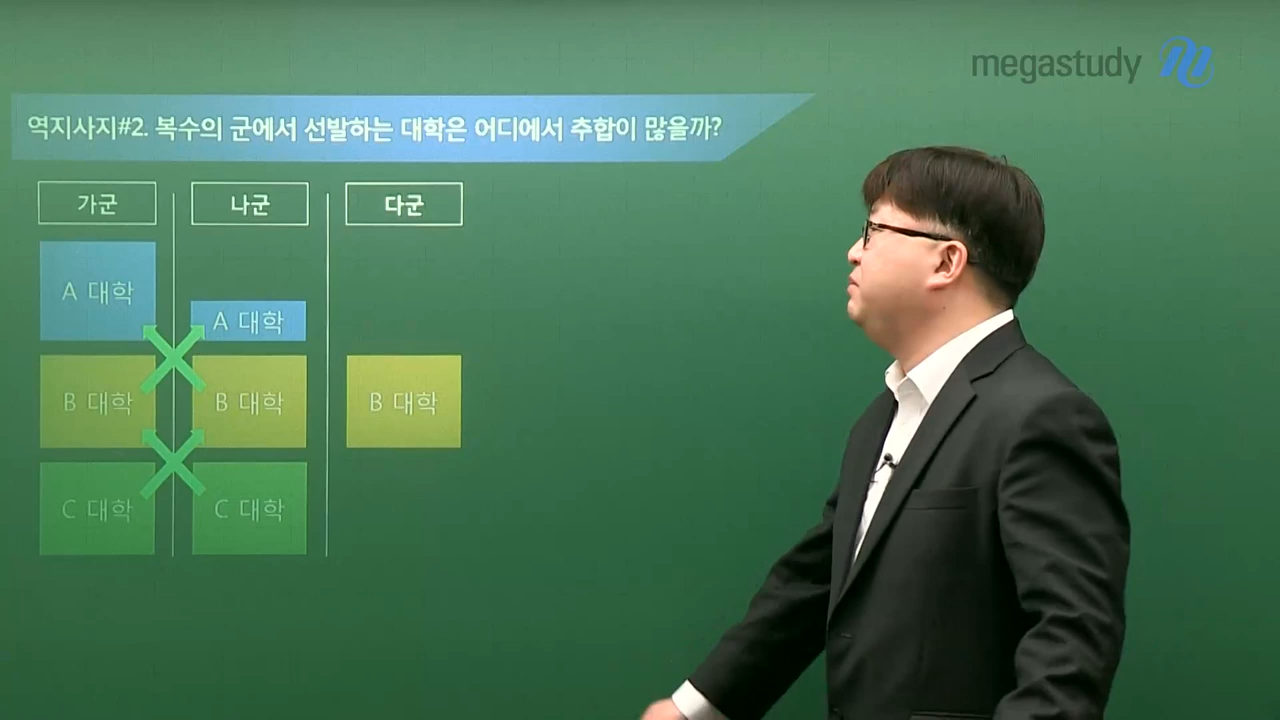 megastudy
역지사지#2. 복수의 군에서 선발하는 대학은 어디에서 추합이 많을까?
가군 나군 다군
A 대학
A 대학
B 대학 B 대학 B 대학
C 대학 C 대학